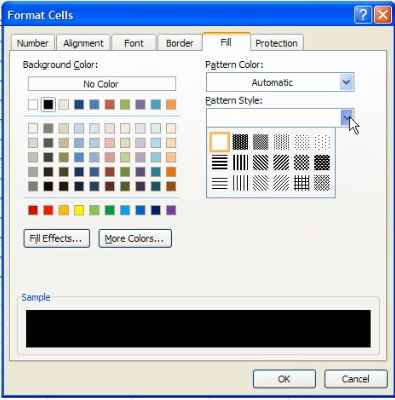 Format Cells
Number Alignment Font Border Fill Protection
Background Color:
No Color
Pattern Color:
Automatic
Pattern Style:
Fill Effects...
More Colors...
Sample
OK
Cancel